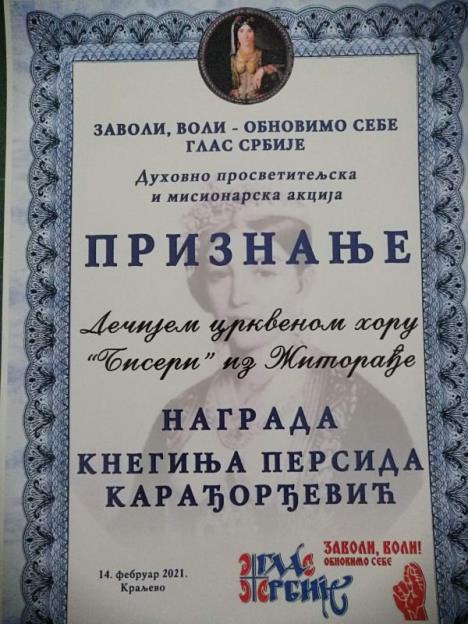 ЗАВОЛИ, ВОЛИ - ОБНОВИМО СЕБЕ
ГЛАС СРБИЈЕ
Духовно просветитељска
и мисионарска акција
ПРИЗНАЊЕ
Дечијем црквеном хору
“Бисери” из Житорађе
НАГРАДА
КНЕГИЊА ПЕРСИДА
КАРАЂОРЂЕВИЋ
ЗАВОЛИ, ВОЛИ!
ОБНОВИМО СЕБЕ
ГЛАС
СРБИЈЕ
14. фебруар 2021.
Краљево